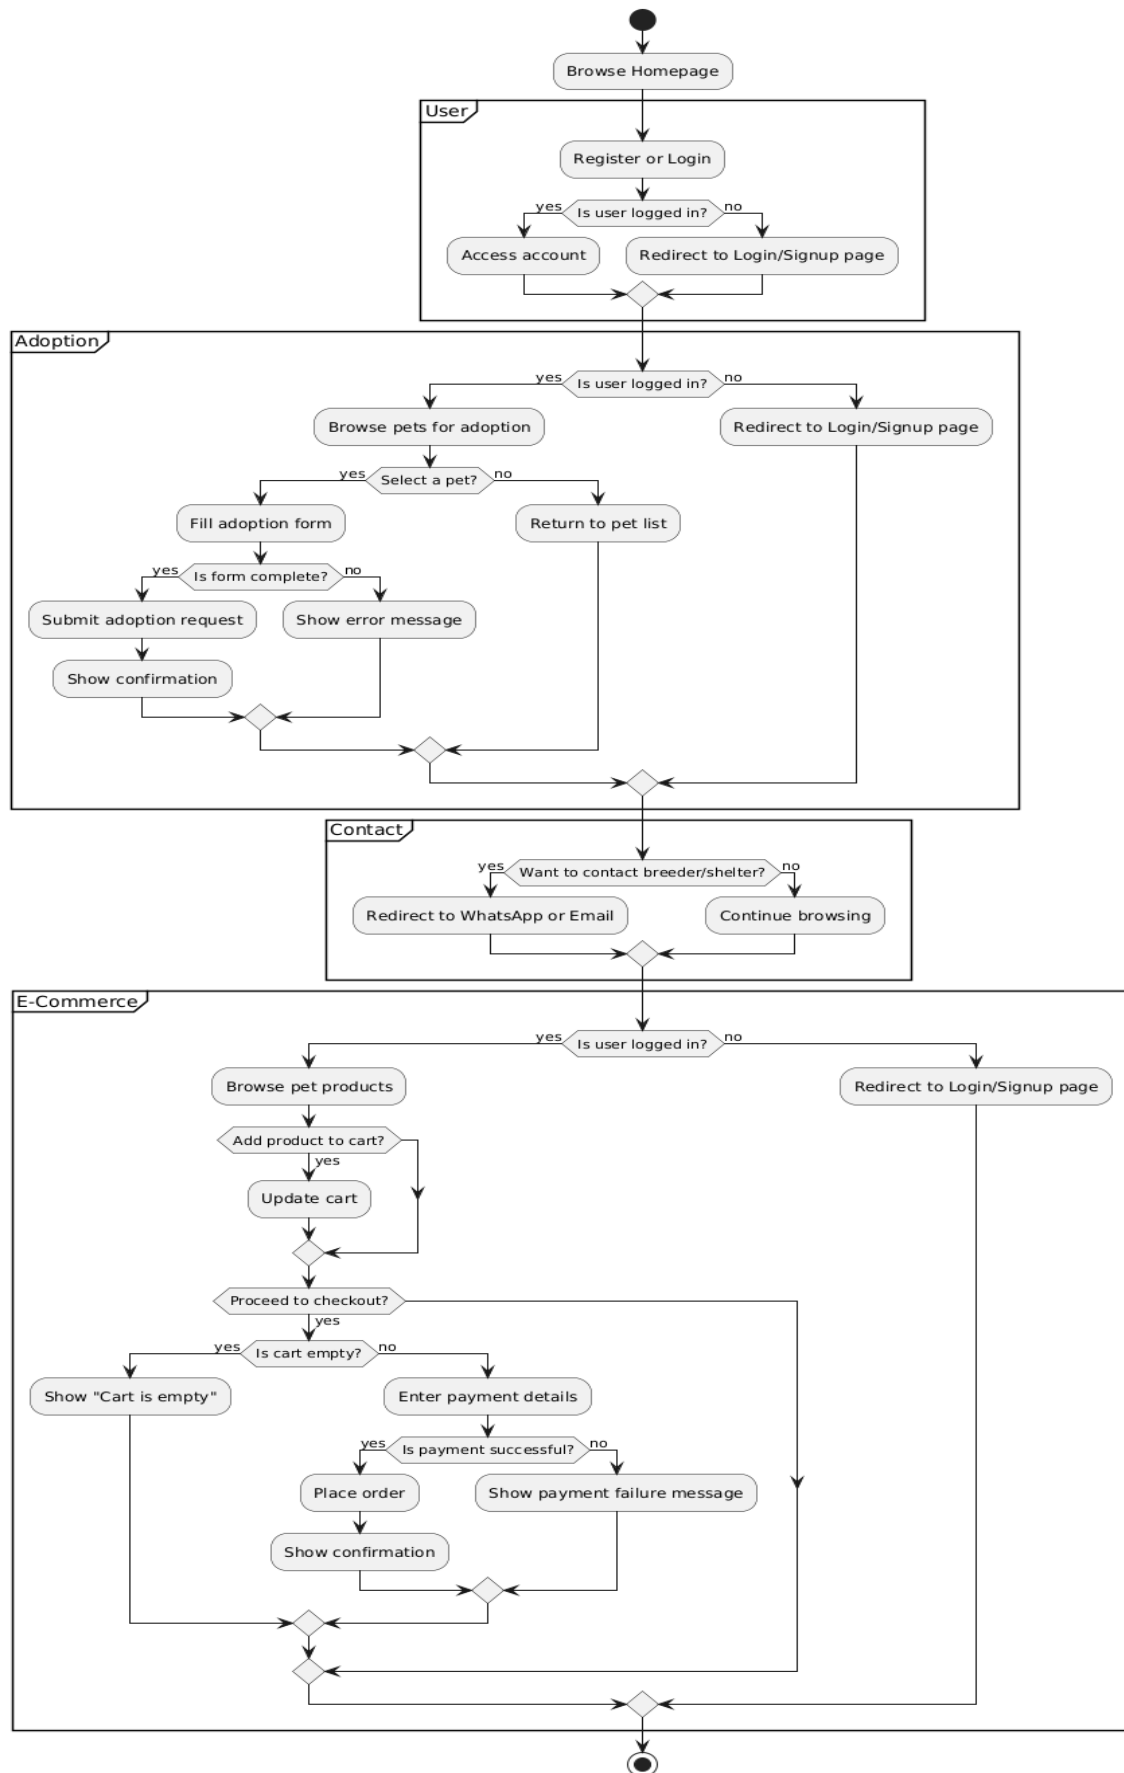 Browse Homepage
User
Register or Login
yes
Is user logged in?
no
Access account
Redirect to Login/Signup page
Adoption
yes
Is user logged in?
no
Browse pets for adoption
Redirect to Login/Signup page
yes
Select a pet?
no
Fill adoption form
Return to pet list
yes
Is form complete?
no
Submit adoption request
Show error message
Show confirmation
Contact
yes
Want to contact breeder/shelter?
no
Redirect to WhatsApp or Email
Continue browsing
E-Commerce
yes
Is user logged in?
no
Browse pet products
Redirect to Login/Signup page
Add product to cart?
yes
Update cart
Proceed to checkout?
yes
yes
Is cart empty?
no
Show "Cart is empty"
Enter payment details
yes
Is payment successful?
no
Place order
Show payment failure message
Show confirmation